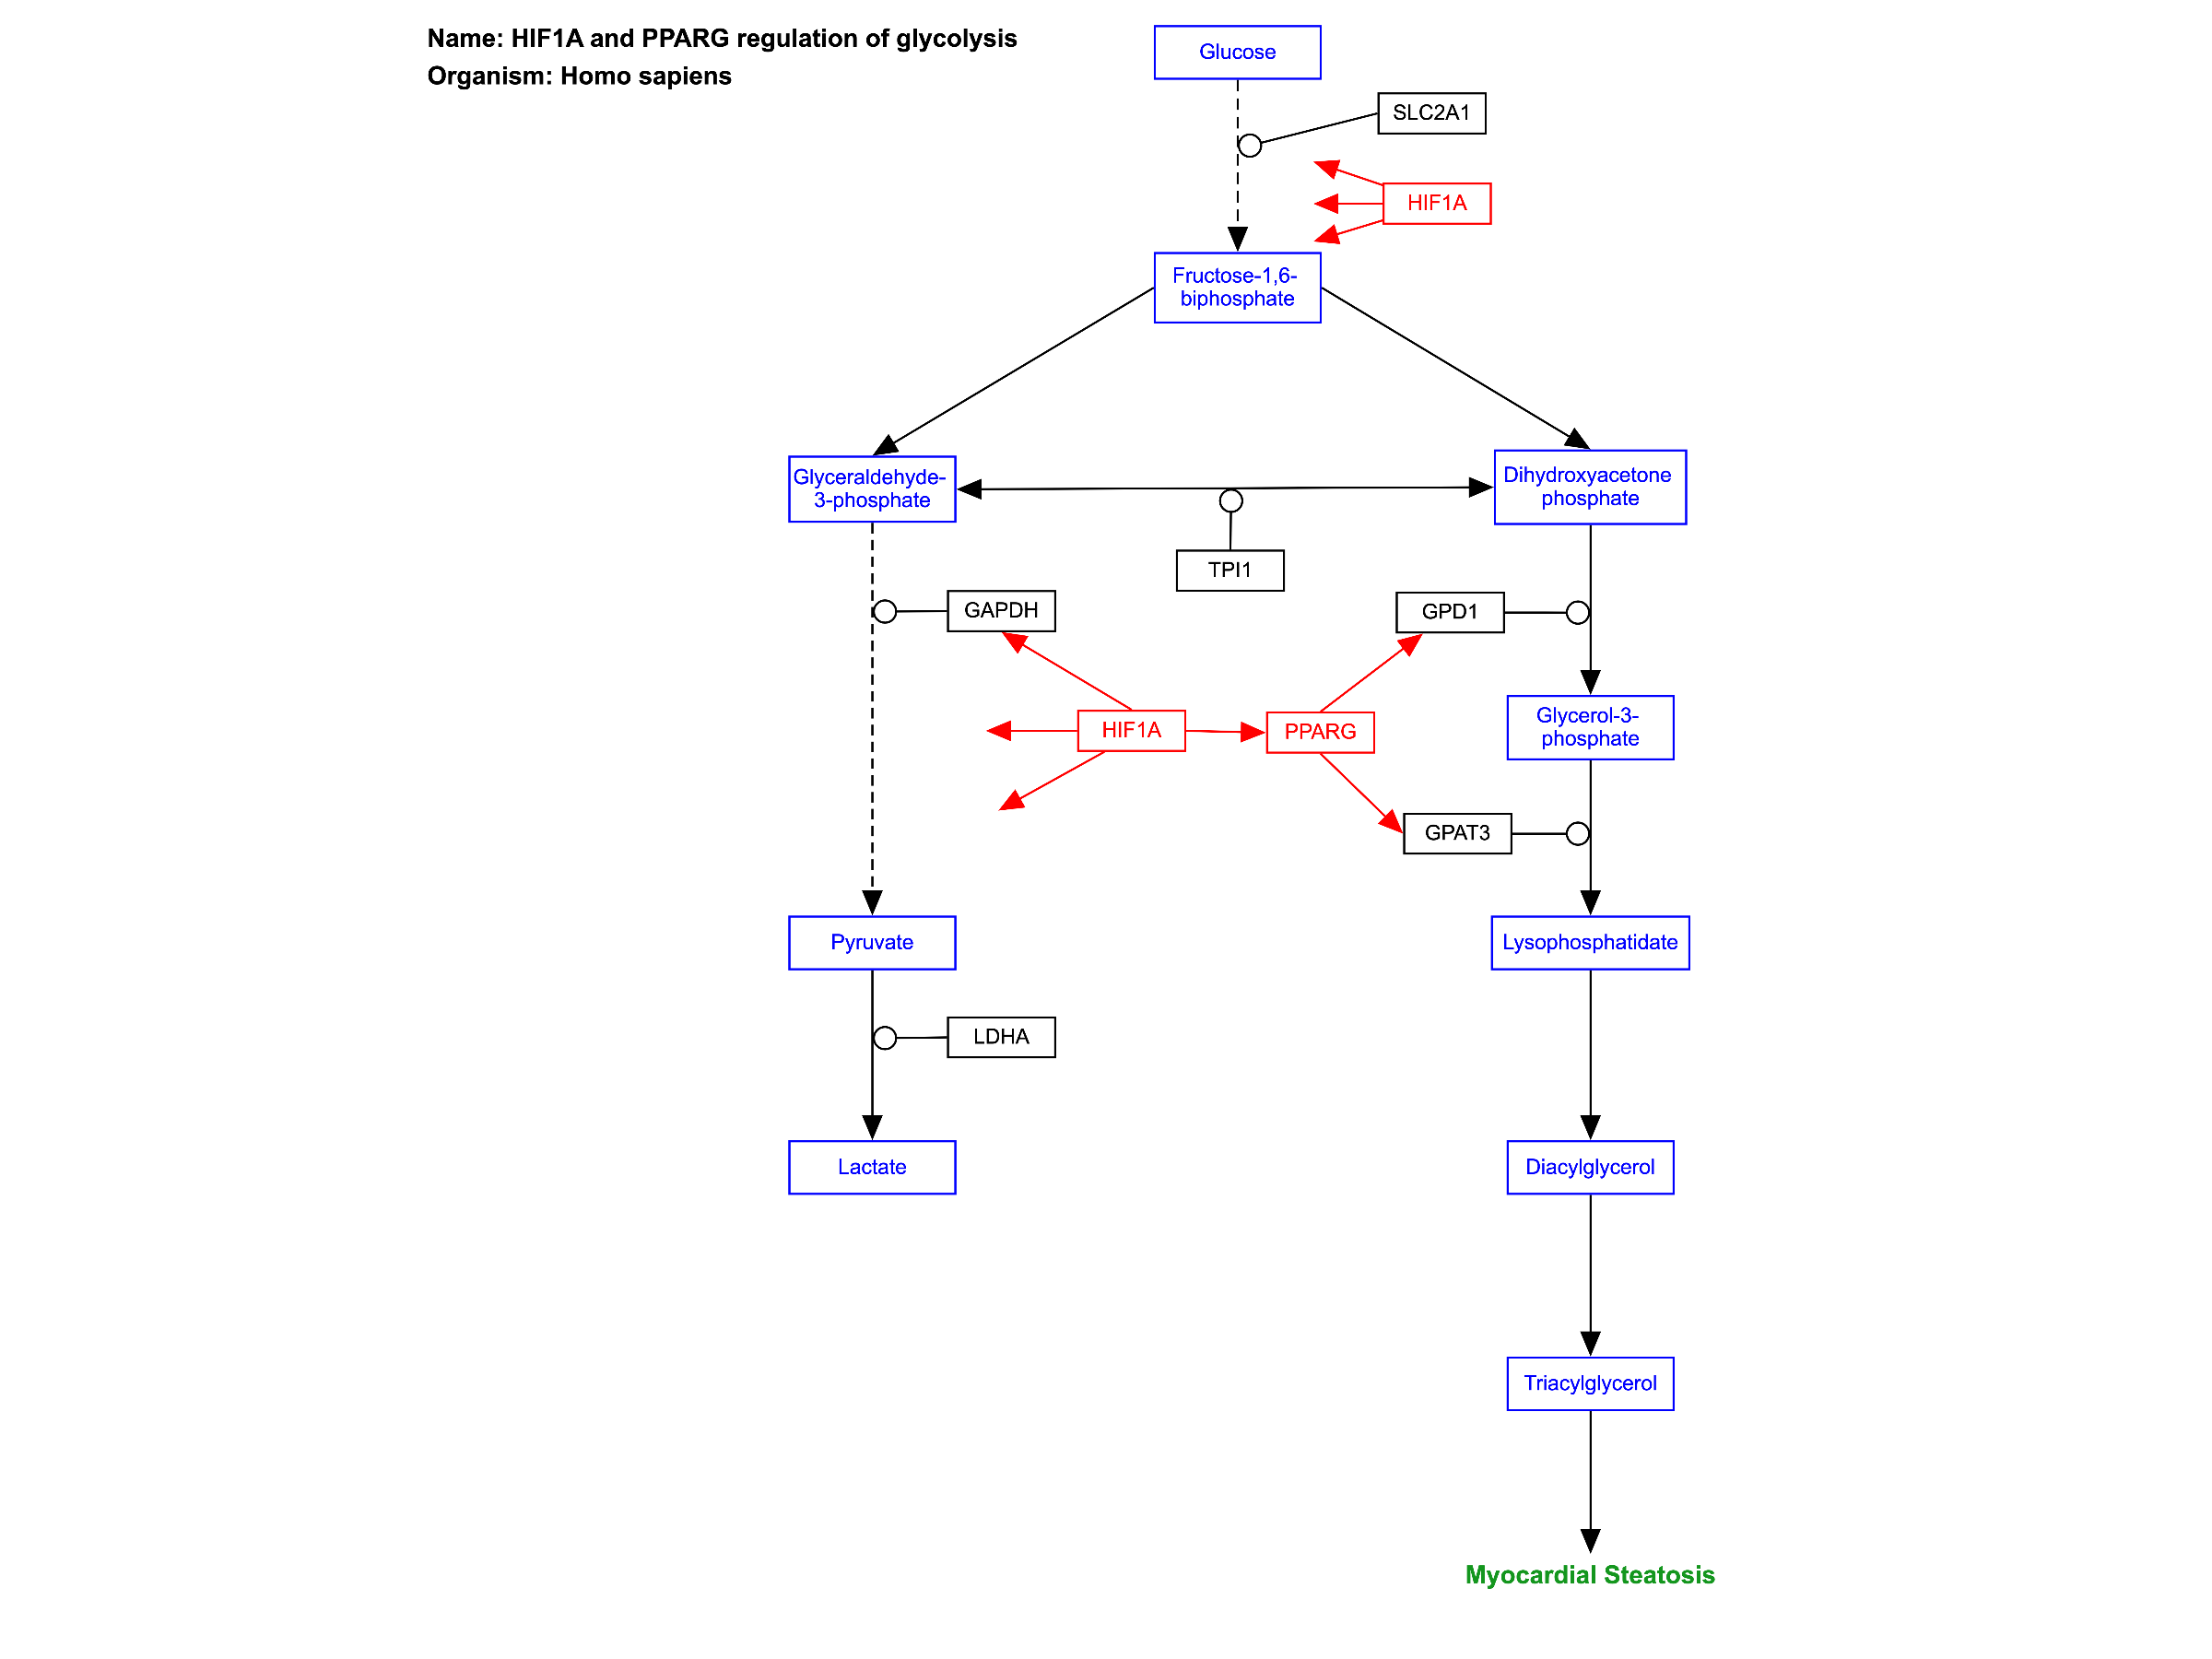 Name: HIF1A and PPARG regulation of glycolysis
Organism: Homo sapiens
Glucose
SLC2A1
HIF1A
Fructose-1,6-
biphosphate
Glyceraldehyde-
3-phosphate
Dihydroxyacetone
phosphate
TPI1
GAPDH
GPD1
HIF1A
PPARG
Glycerol-3-
phosphate
GPAT3
Pyruvate
Lysophosphatidate
LDHA
Lactate
Diacylglycerol
Triacylglycerol
Myocardial Steatosis